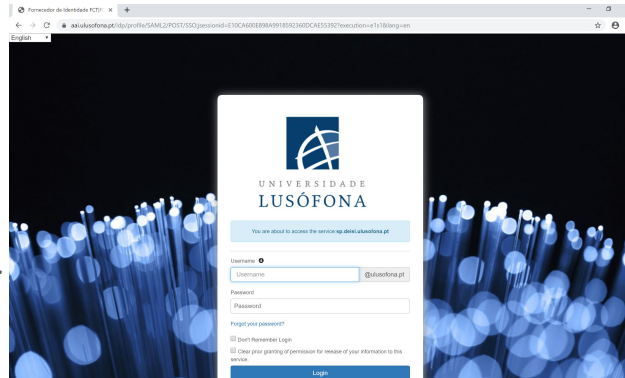 Fornecedor de Identidade FCT|FC
aai.ulusofona.pt/idp/profile/SAML2/POST/SSO;jsessionid=E10CA600E898A9918592360DCAE55392?execution=e1s1&lang=en
English
UNIVERSIDADE
LUSÓFONA
You are about to access the service:sp.deisi.ulusofona.pt
Username
Username @ulusofona.pt
Password
Password
Forgot your password?
Don't Remember Login
Clear prior granting of permission for release of your information to this
service.
Login